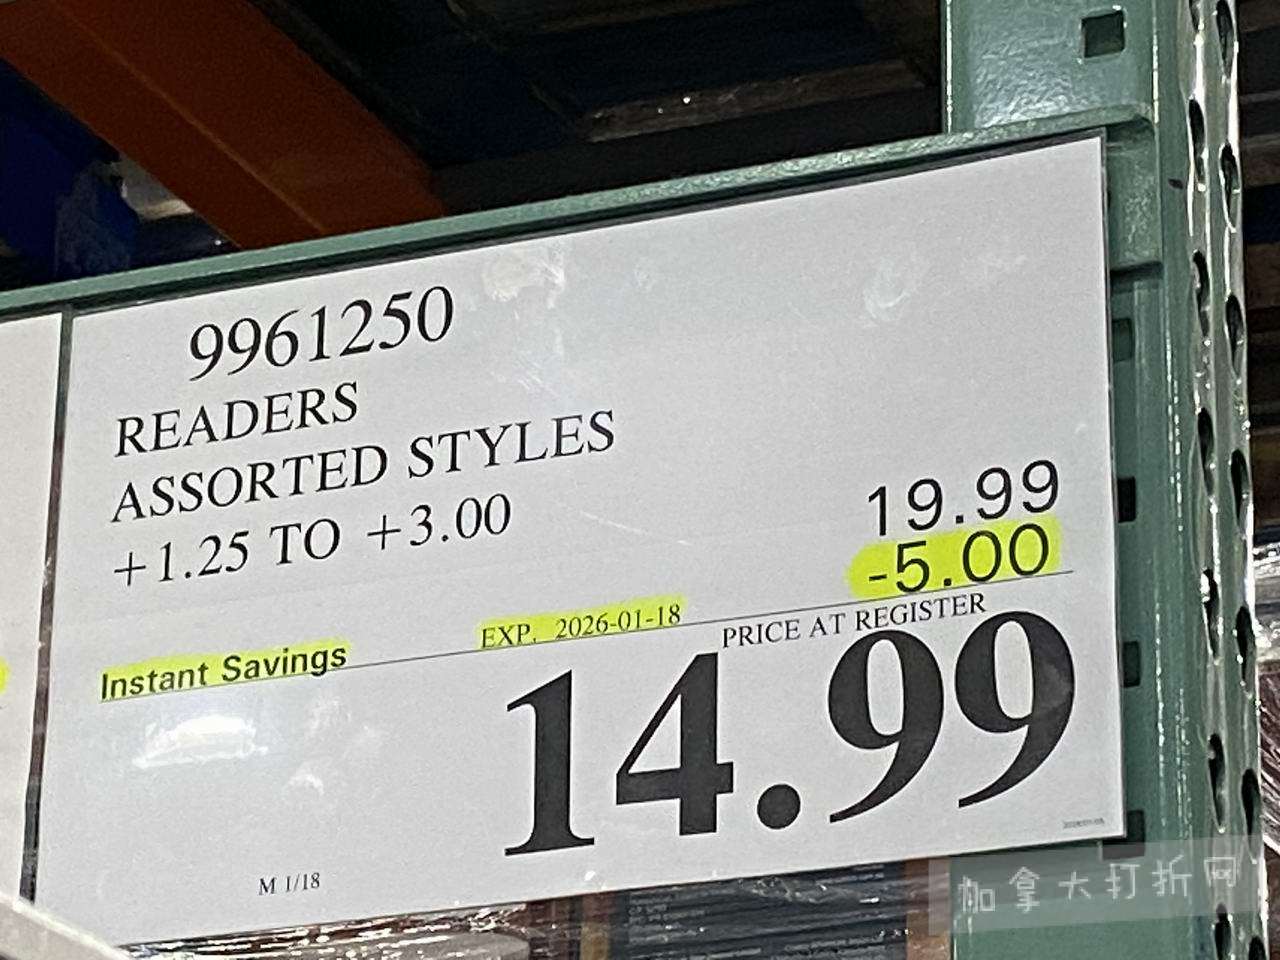 9961250
READERS
ASSORTED STYLES
+1.25 TO +3.00
19.99
-5.00
Instant Savings
EXP. 2026-01-18
PRICE AT REGISTER
14.99
M 1/18
加拿大打折网